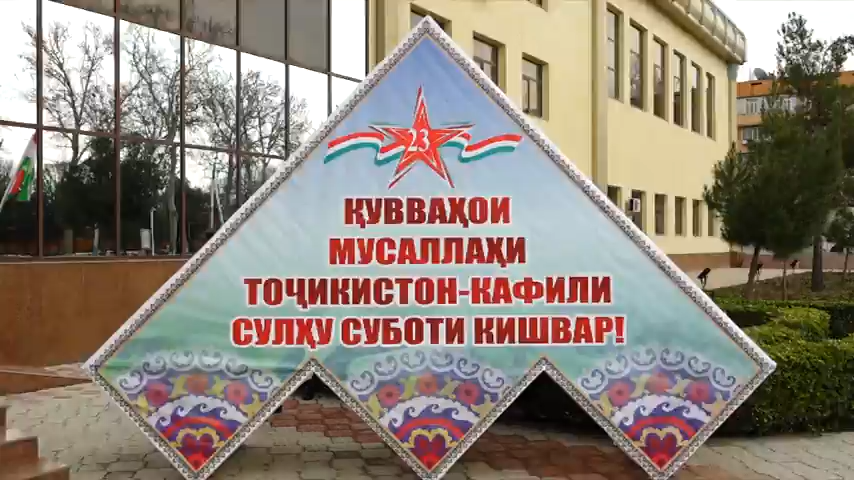 23
ҚУВВАҲОИ
МУСАЛЛАҲИ
ТОҶИКИСТОН-КАФИЛИ
СУЛҲУ СУБОТИ КИШВАР!